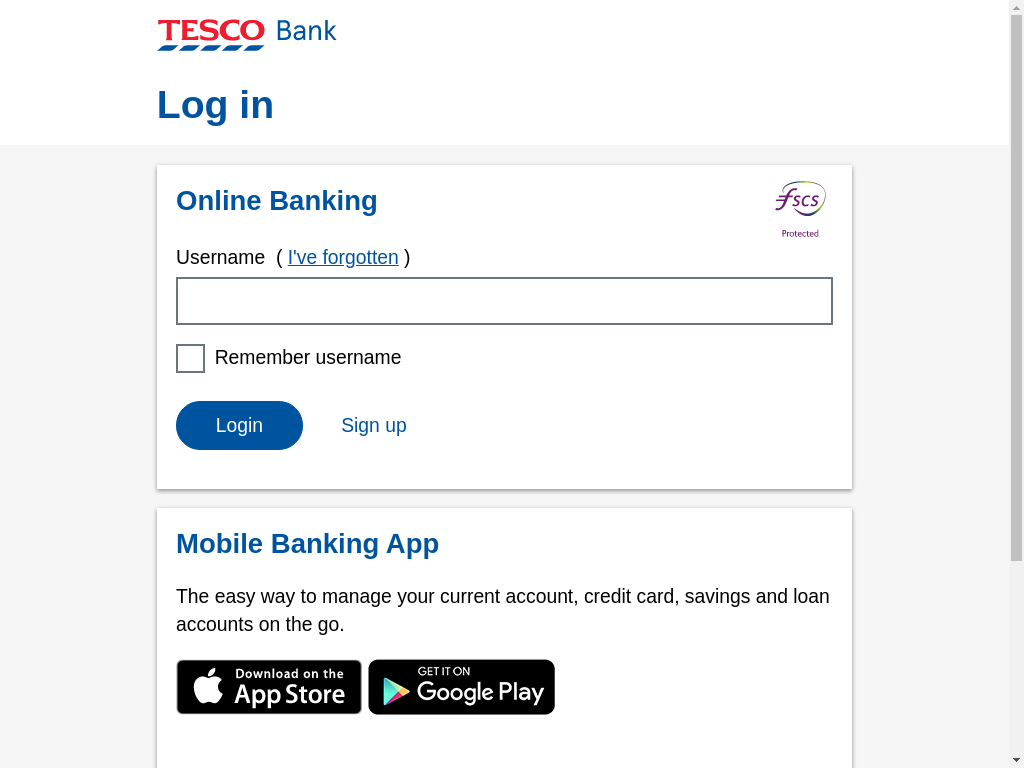 TESCO Bank
Log in
Online Banking
fscs
Protected
Username ( I've forgotten )
Remember username
Login
Sign up
Mobile Banking App
The easy way to manage your current account, credit card, savings and loan
accounts on the go.
Download on the
App Store
GET IT ON
Google Play